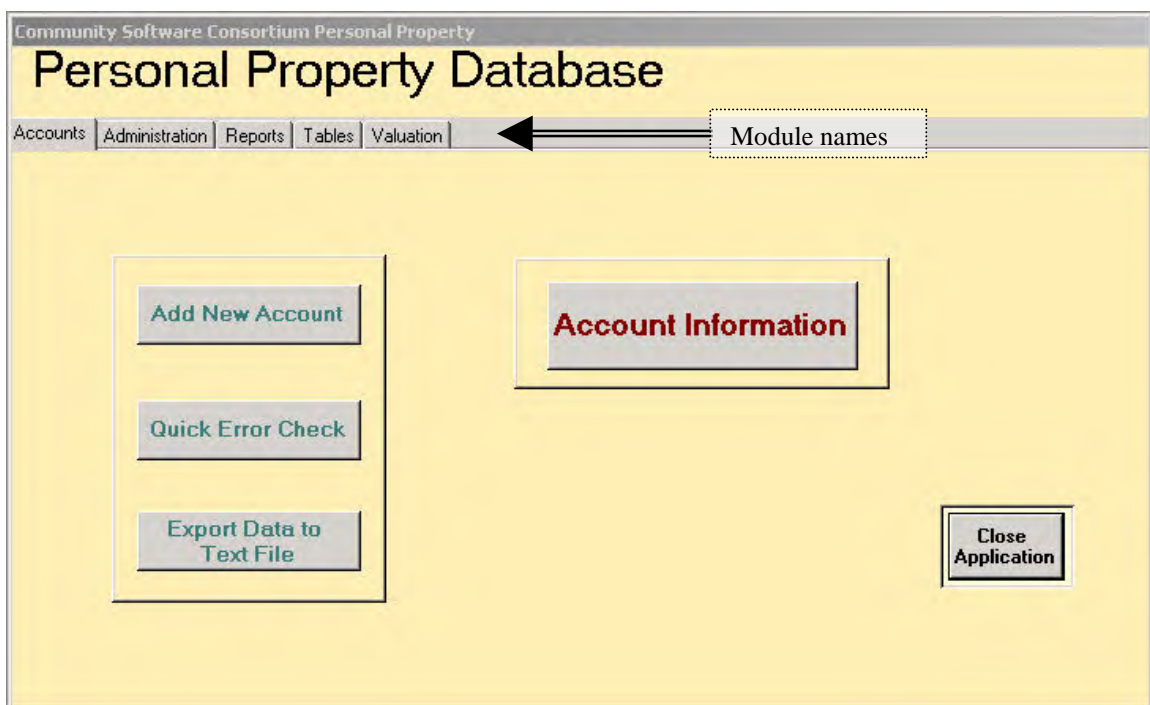 Community Software Consortium Personal Property
Personal Property Database
Accounts Administration Reports Tables Valuation
Module names
Add New Account
Account Information
Quick Error Check
Export Data to
Text File
Close
Application